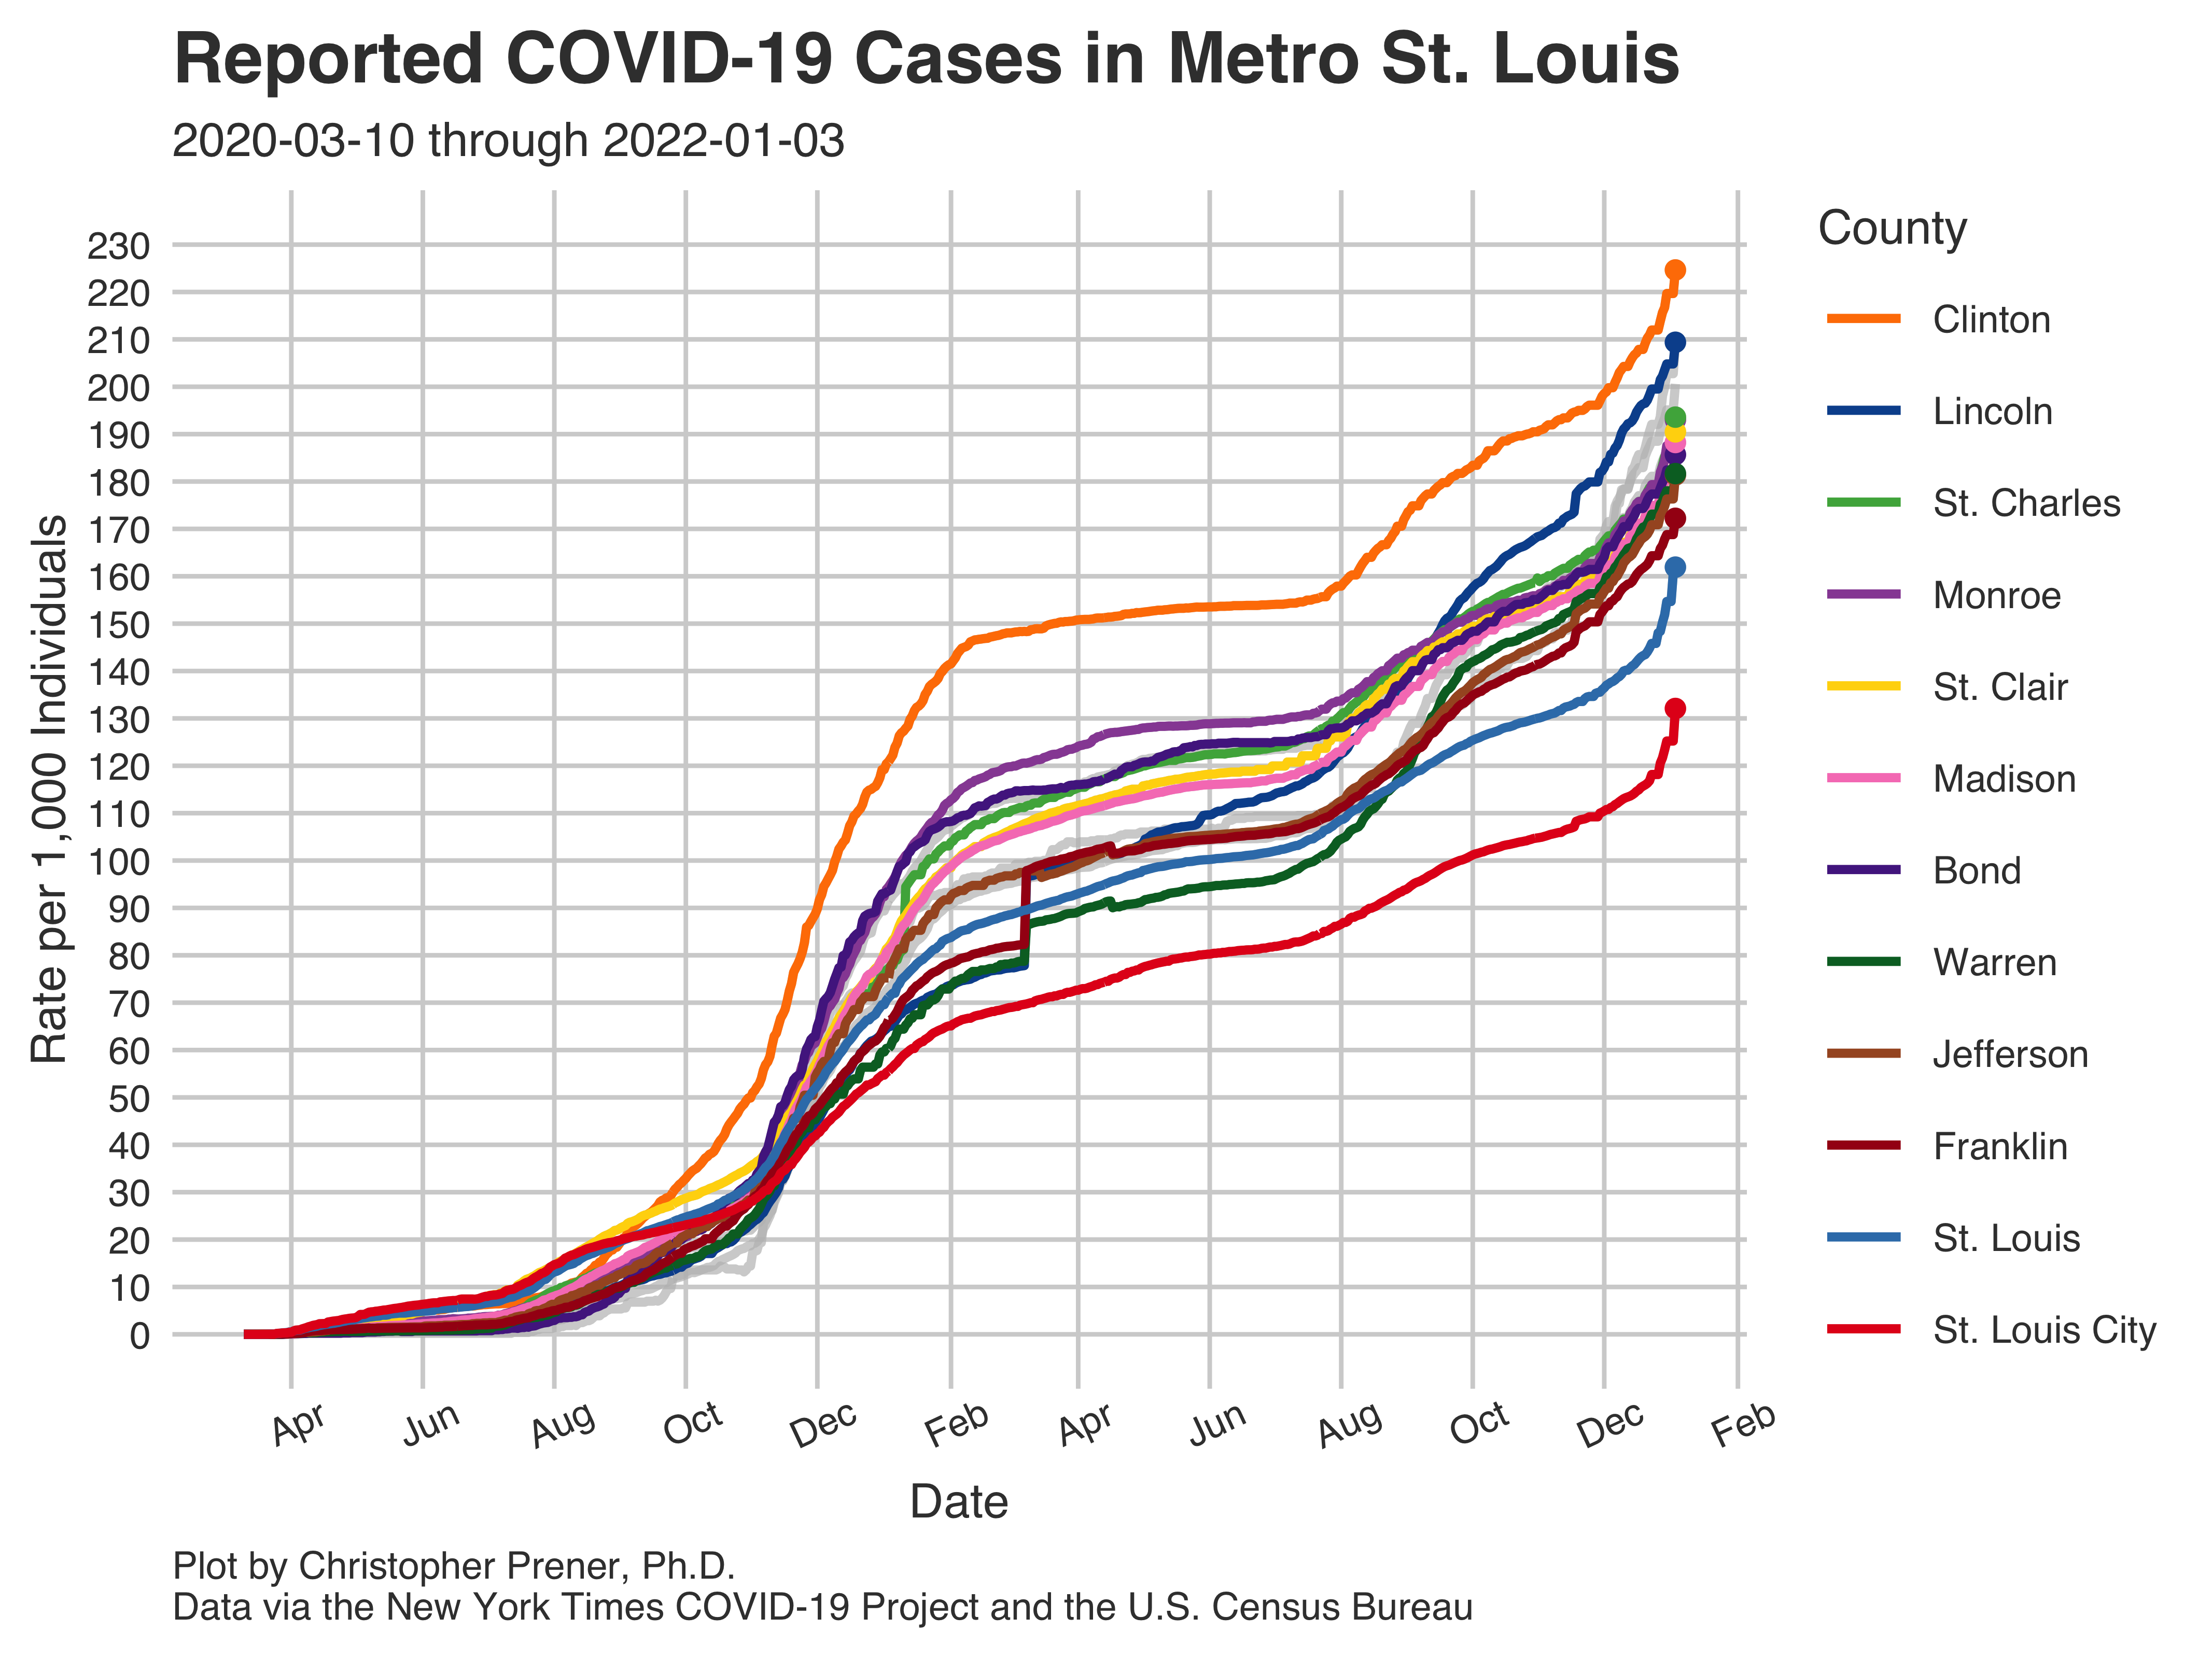 Reported COVID-19 Cases in Metro St. Louis
2020-03-10 through 2022-01-03
Rate per 1,000 Individuals
230
220
210
200
190
180
170
160
150
140
130
120
110
100
90
80
70
60
50
40
30
20
10
0
Apr Jun Aug Oct Dec Feb Apr Jun Aug Oct Dec Feb
Date
County
Clinton
Lincoln
St. Charles
Monroe
St. Clair
Madison
Bond
Warren
Jefferson
Franklin
St. Louis
St. Louis City
Plot by Christopher Prener, Ph.D.
Data via the New York Times COVID-19 Project and the U.S. Census Bureau